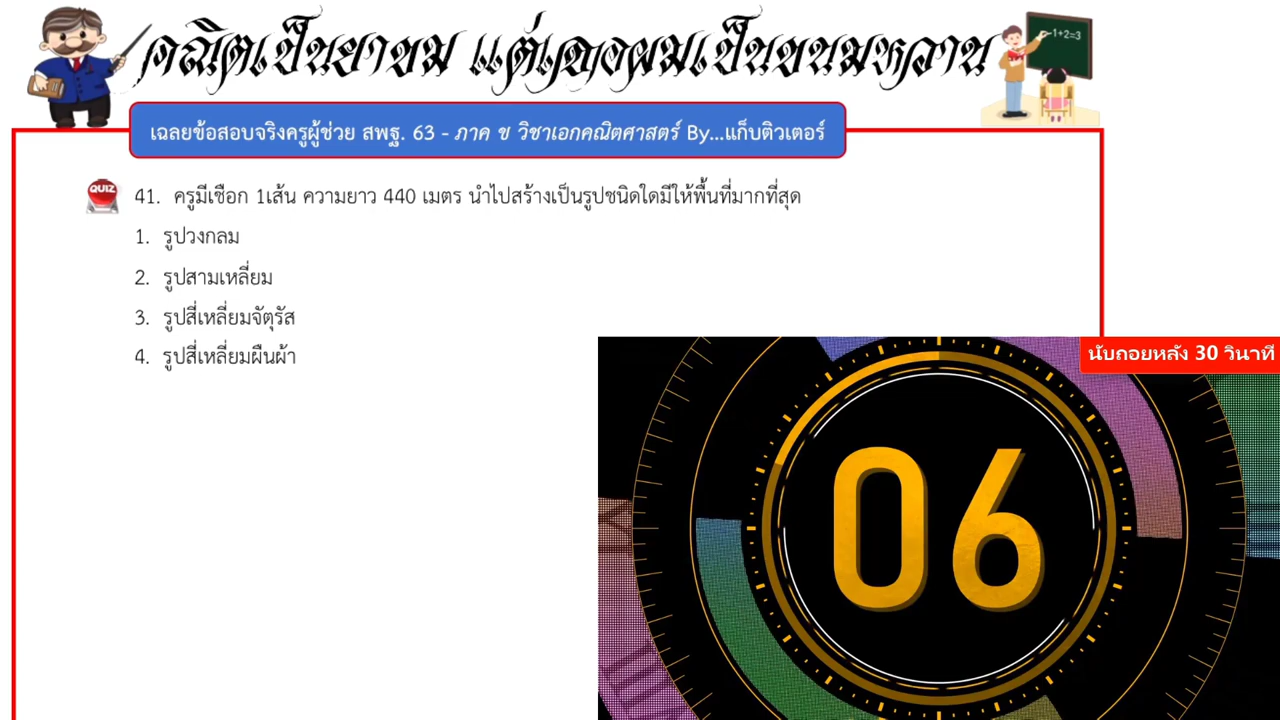 คณิตเป็นยาขม แต่เจอผมเป็นขนมหวาน
1+2=3
เฉลยข้อสอบจริงครูผู้ช่วย สพฐ. 63 - ภาค ข วิชาเอกคณิตศาสตร์ By...แก็บติวเตอร์
QUIZ
41. ครูมีเชือก 1เส้น ความยาว 440 เมตร นำไปสร้างเป็นรูปชนิดใดมีให้พื้นที่มากที่สุด
1. รูปวงกลม
2. รูปสามเหลี่ยม
3. รูปสี่เหลี่ยมจัตุรัส
4. รูปสี่เหลี่ยมผืนผ้า
นับถอยหลัง 30 วินาที
06